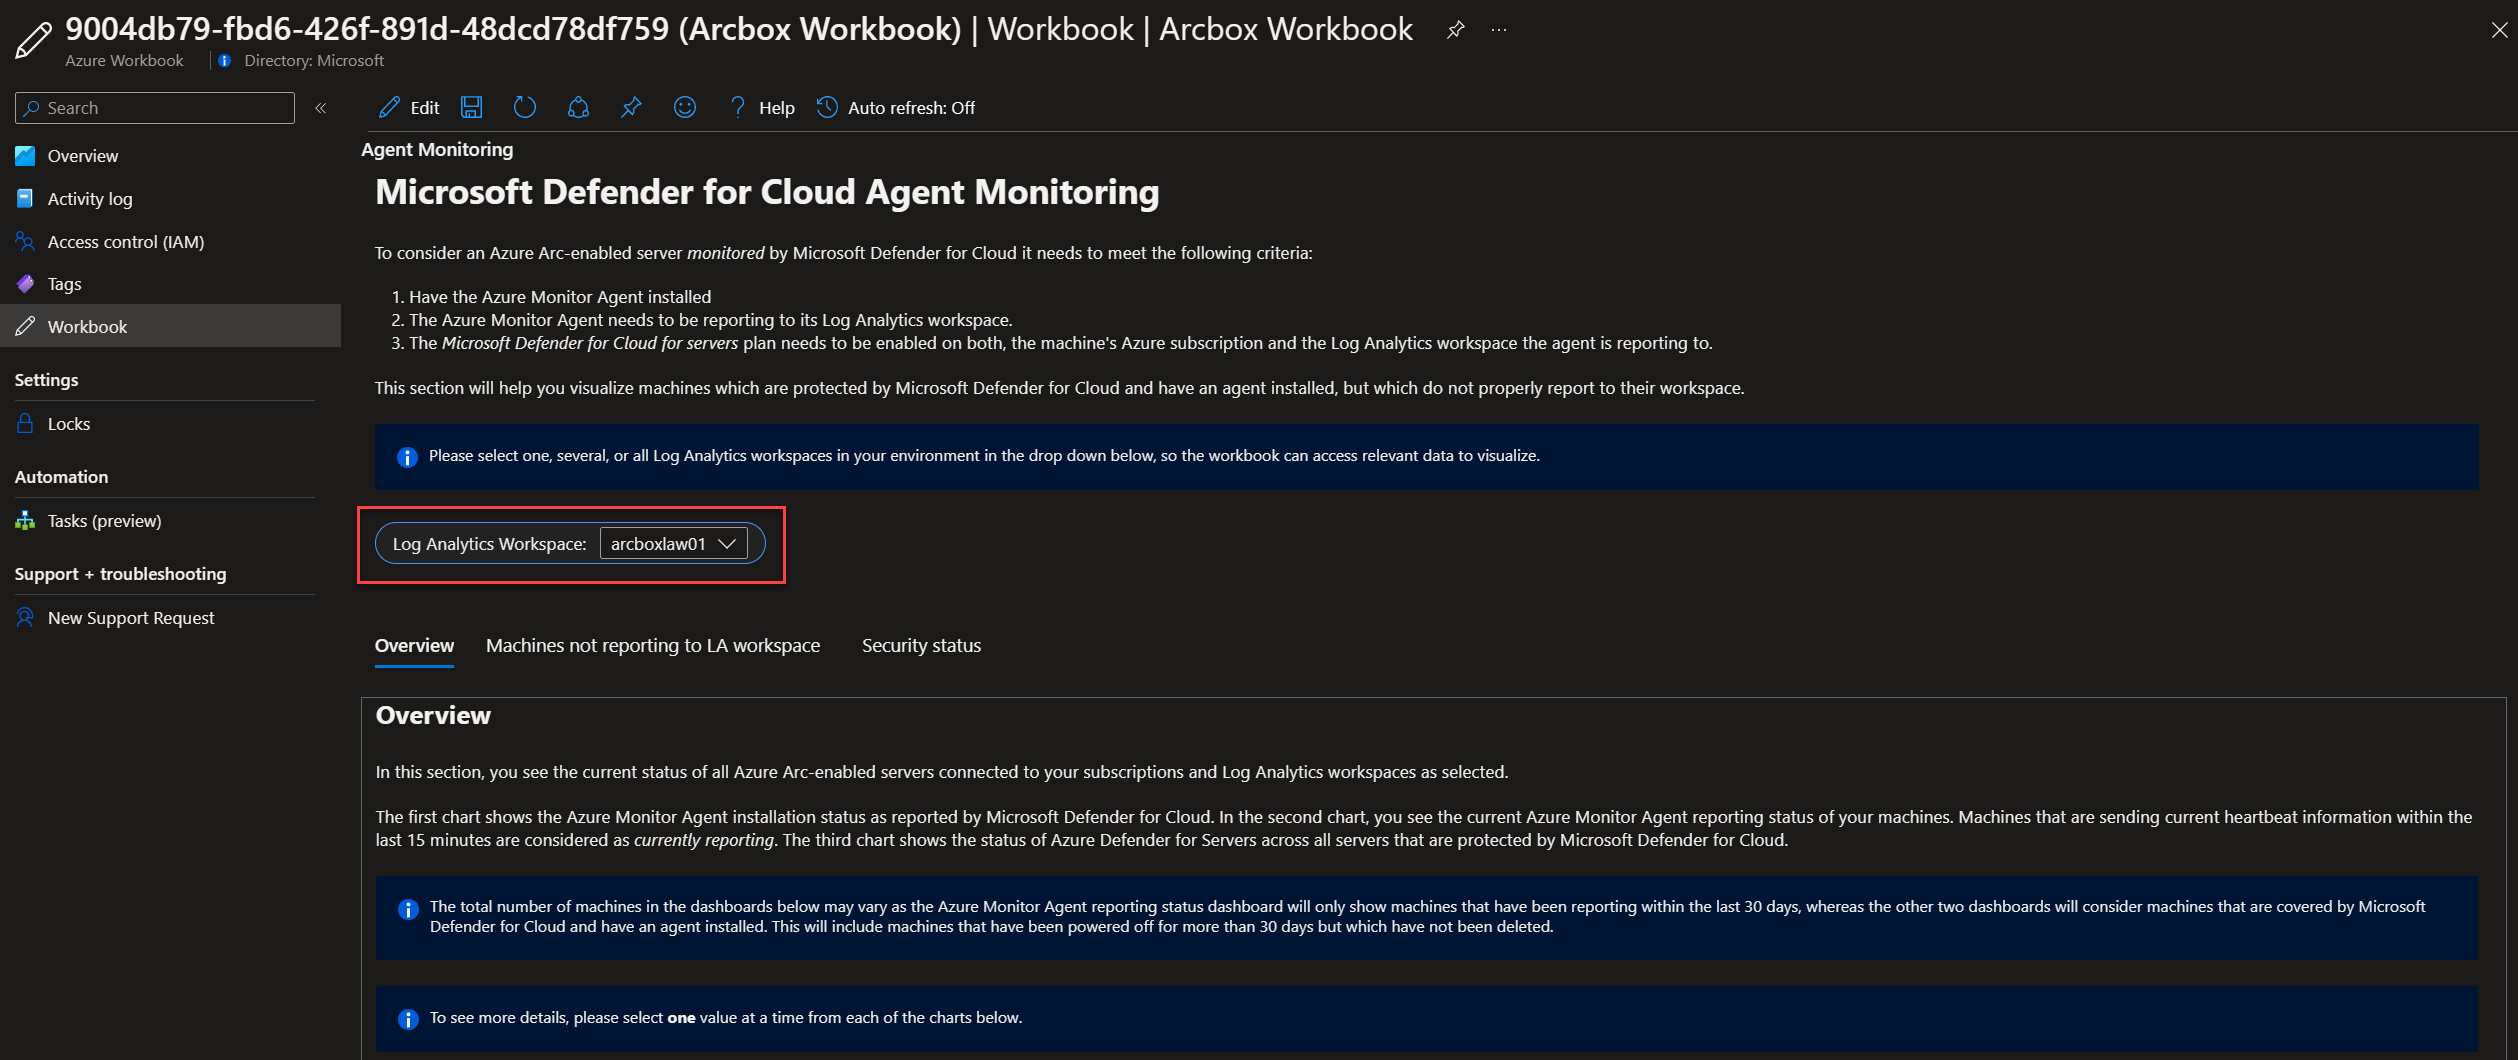 9004db79-fbd6-426f-891d-48dcd78df759 (Arcbox Workbook) | Workbook | Arcbox Workbook
Azure Workbook
Directory: Microsoft
Search
Overview
Activity log
Access control (IAM)
Tags
Workbook
Settings
Locks
Automation
Tasks (preview)
Support + troubleshooting
New Support Request
Edit
Help
Auto refresh: Off
Agent Monitoring
Microsoft Defender for Cloud Agent Monitoring
To consider an Azure Arc-enabled server monitored by Microsoft Defender for Cloud it needs to meet the following criteria:
1. Have the Azure Monitor Agent installed
2. The Azure Monitor Agent needs to be reporting to its Log Analytics workspace.
3. The Microsoft Defender for Cloud for servers plan needs to be enabled on both, the machine's Azure subscription and the Log Analytics workspace the agent is reporting to.
This section will help you visualize machines which are protected by Microsoft Defender for Cloud and have an agent installed, but which do not properly report to their workspace.
Please select one, several, or all Log Analytics workspaces in your environment in the drop down below, so the workbook can access relevant data to visualize.
Log Analytics Workspace: arcboxlaw01
Overview
Machines not reporting to LA workspace
Security status
Overview
In this section, you see the current status of all Azure Arc-enabled servers connected to your subscriptions and Log Analytics workspaces as selected.
The first chart shows the Azure Monitor Agent installation status as reported by Microsoft Defender for Cloud. In the second chart, you see the current Azure Monitor Agent reporting status of your machines. Machines that are sending current heartbeat information within the
last 15 minutes are considered as currently reporting. The third chart shows the status of Azure Defender for Servers across all servers that are protected by Microsoft Defender for Cloud.
The total number of machines in the dashboards below may vary as the Azure Monitor Agent reporting status dashboard will only show machines that have been reporting within the last 30 days, whereas the other two dashboards will consider machines that are covered by Microsoft
Defender for Cloud and have an agent installed. This will include machines that have been powered off for more than 30 days but which have not been deleted.
To see more details, please select one value at a time from each of the charts below.